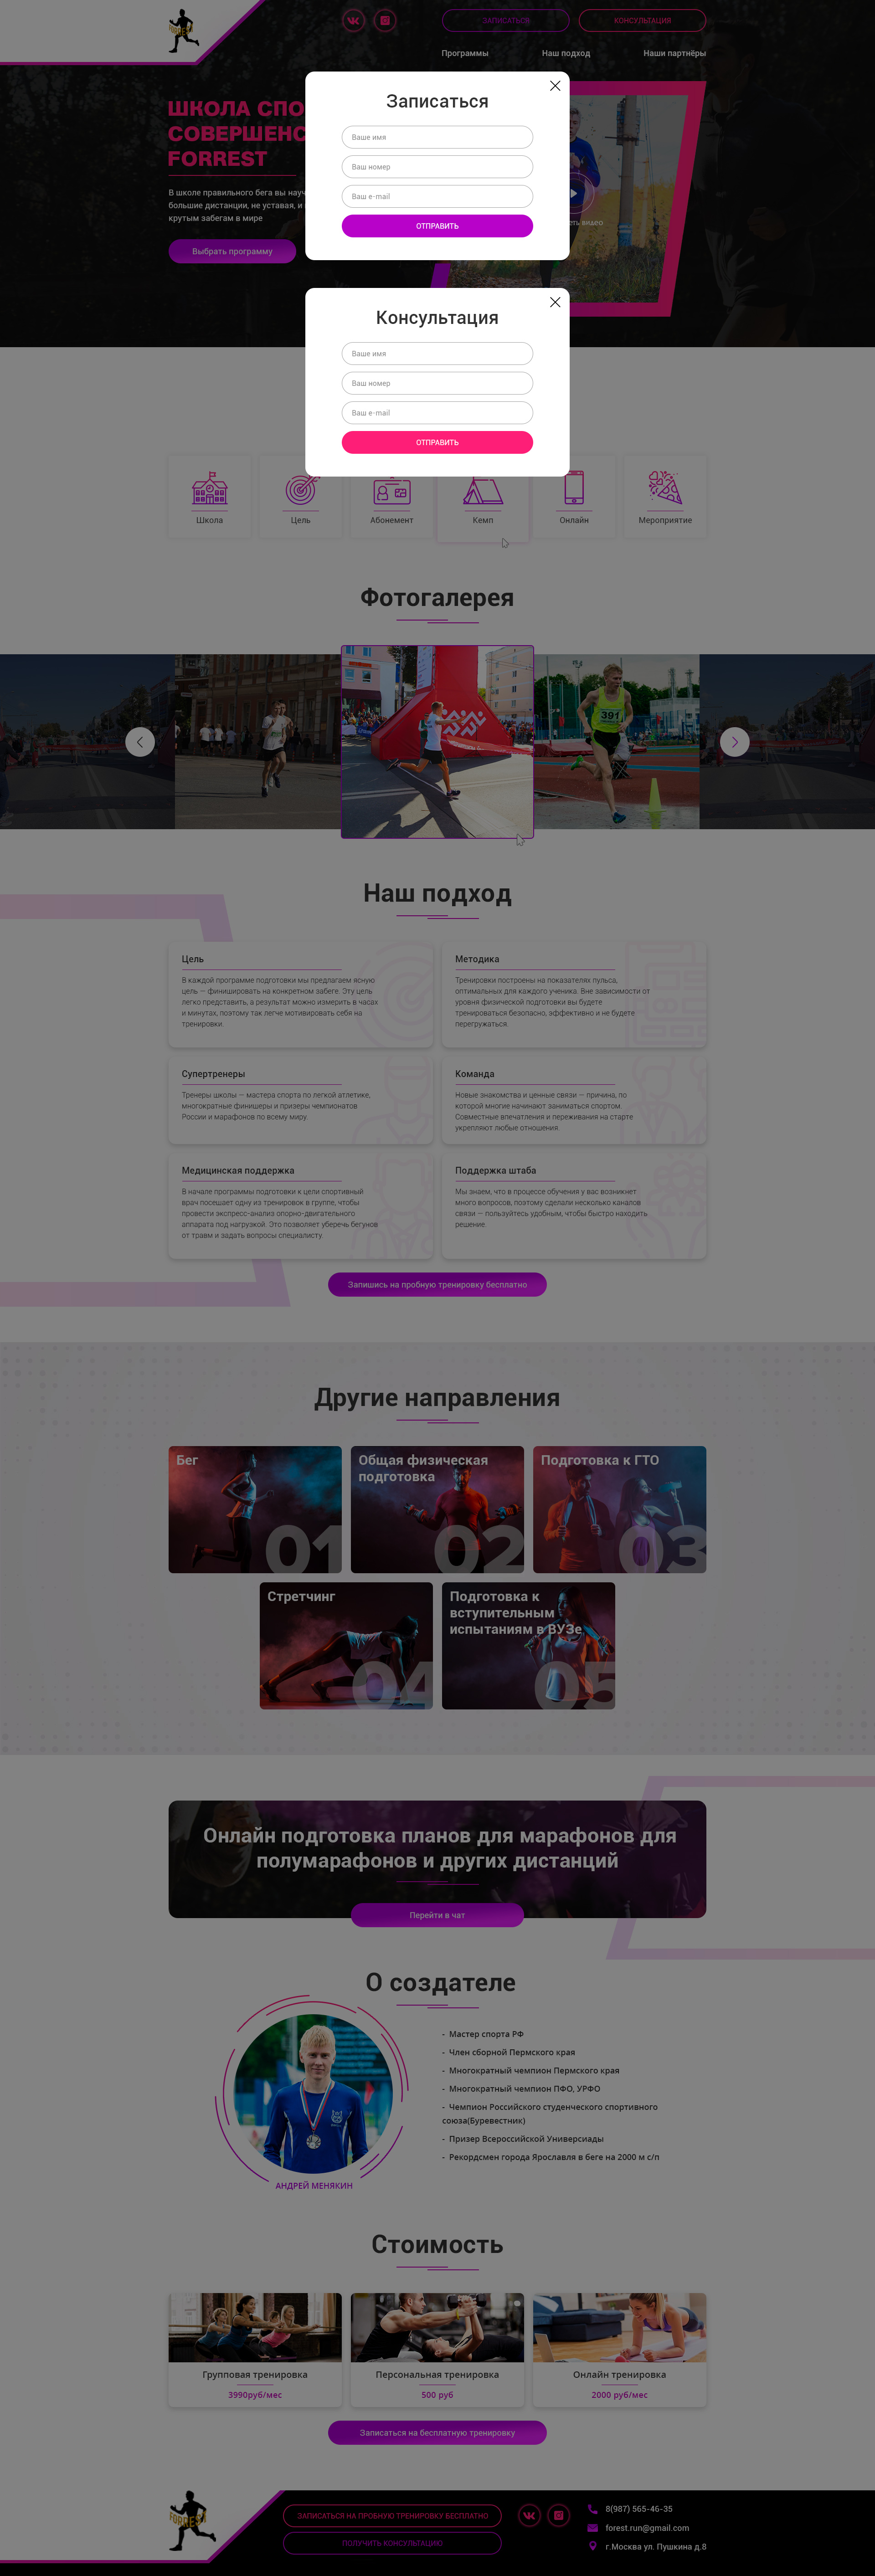 FORREST
ЗАПИСАТЬСЯ
КОНСУЛЬТАЦИЯ
Программы
Наш подход
Наши партнёры
ШКОЛА СПО
СОВЕРШЕНС
FORREST
В школе правильного бега вы науч
большие дистанции, не уставая, и
крутым забегам в мире
Выбрать программу
еть видео
Записаться
Ваше имя
Ваш номер
Ваш e-mail
ОТПРАВИТЬ
Консультация
Ваше имя
Ваш номер
Ваш e-mail
ОТПРАВИТЬ
Школа
Цель
Абонемент
Кемп
Онлайн
Мероприятие
Фотогалерея
391
Наш подход
Цель
В каждой программе подготовки мы предлагаем ясную
цель — финишировать на конкретном забеге. Эту цель
легко представить, а результат можно измерить в часах
и минутах, поэтому так легче мотивировать себя на
тренировки.
Методика
Тренировки построены на показателях пульса,
оптимальных для каждого ученика. Вне зависимости от
уровня физической подготовки вы будете
тренироваться безопасно, эффективно и не будете
перегружаться.
Супертренеры
Тренеры школы — мастера спорта по легкой атлетике,
многократные финишеры и призеры чемпионатов
России и марафонов по всему миру.
Команда
Новые знакомства и ценные связи — причина, по
которой многие начинают заниматься спортом.
Совместные впечатления и переживания на старте
укрепляют любые отношения.
Медицинская поддержка
В начале программы подготовки к цели спортивный
врач посещает одну из тренировок в группе, чтобы
провести экспресс-анализ опорно-двигательного
аппарата под нагрузкой. Это позволяет уберечь бегунов
от травм и задать вопросы специалисту.
Поддержка штаба
Мы знаем, что в процессе обучения у вас возникнет
много вопросов, поэтому сделали несколько каналов
связи — пользуйтесь удобным, чтобы быстро находить
решение.
Запишись на пробную тренировку бесплатно
Другие направления
Бег
01
Общая физическая
подготовка
02
Подготовка к ГТО
03
Стретчинг
04
Подготовка к
вступительным
испытаниям в ВУЗе
05
Онлайн подготовка планов для марафонов для
полумарафонов и других дистанций
Перейти в чат
О создателе
- Мастер спорта РФ
- Член сборной Пермского края
- Многократный чемпион Пермского края
- Многократный чемпион ПФО, УРФО
- Чемпион Российского студенческого спортивного
союза(Буревестник)
- Призер Всероссийской Универсиады
- Рекордсмен города Ярославля в беге на 2000 м с/п
АНДРЕЙ МЕНЯКИН
Стоимость
Групповая тренировка
3990руб/мес
Персональная тренировка
500 руб
Онлайн тренировка
2000 руб/мес
Записаться на бесплатную тренировку
FORREST
ЗАПИСАТЬСЯ НА ПРОБНУЮ ТРЕНИРОВКУ БЕСПЛАТНО
ПОЛУЧИТЬ КОНСУЛЬТАЦИЮ
8(987) 565-46-35
forest.run@gmail.com
г.Москва ул. Пушкина д.8